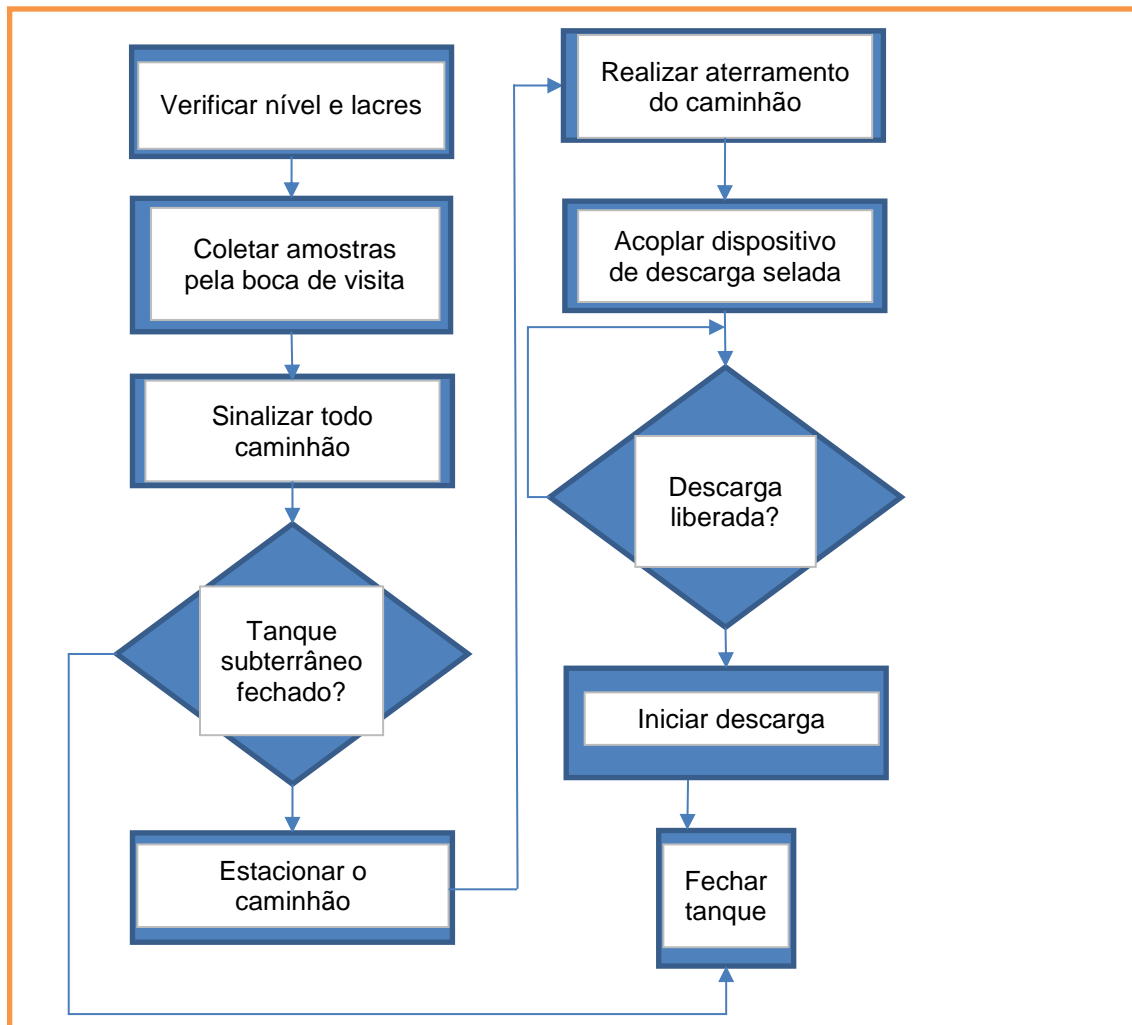 Verificar nível e lacres
Coletar amostras
pela boca de visita
Sinalizar todo
caminhão
Tanque
subterrâneo
fechado?
Estacionar o
caminhão
Realizar aterramento
do caminhão
Acoplar dispositivo
de descarga selada
Descarga
liberada?
Iniciar descarga
Fechar
tanque